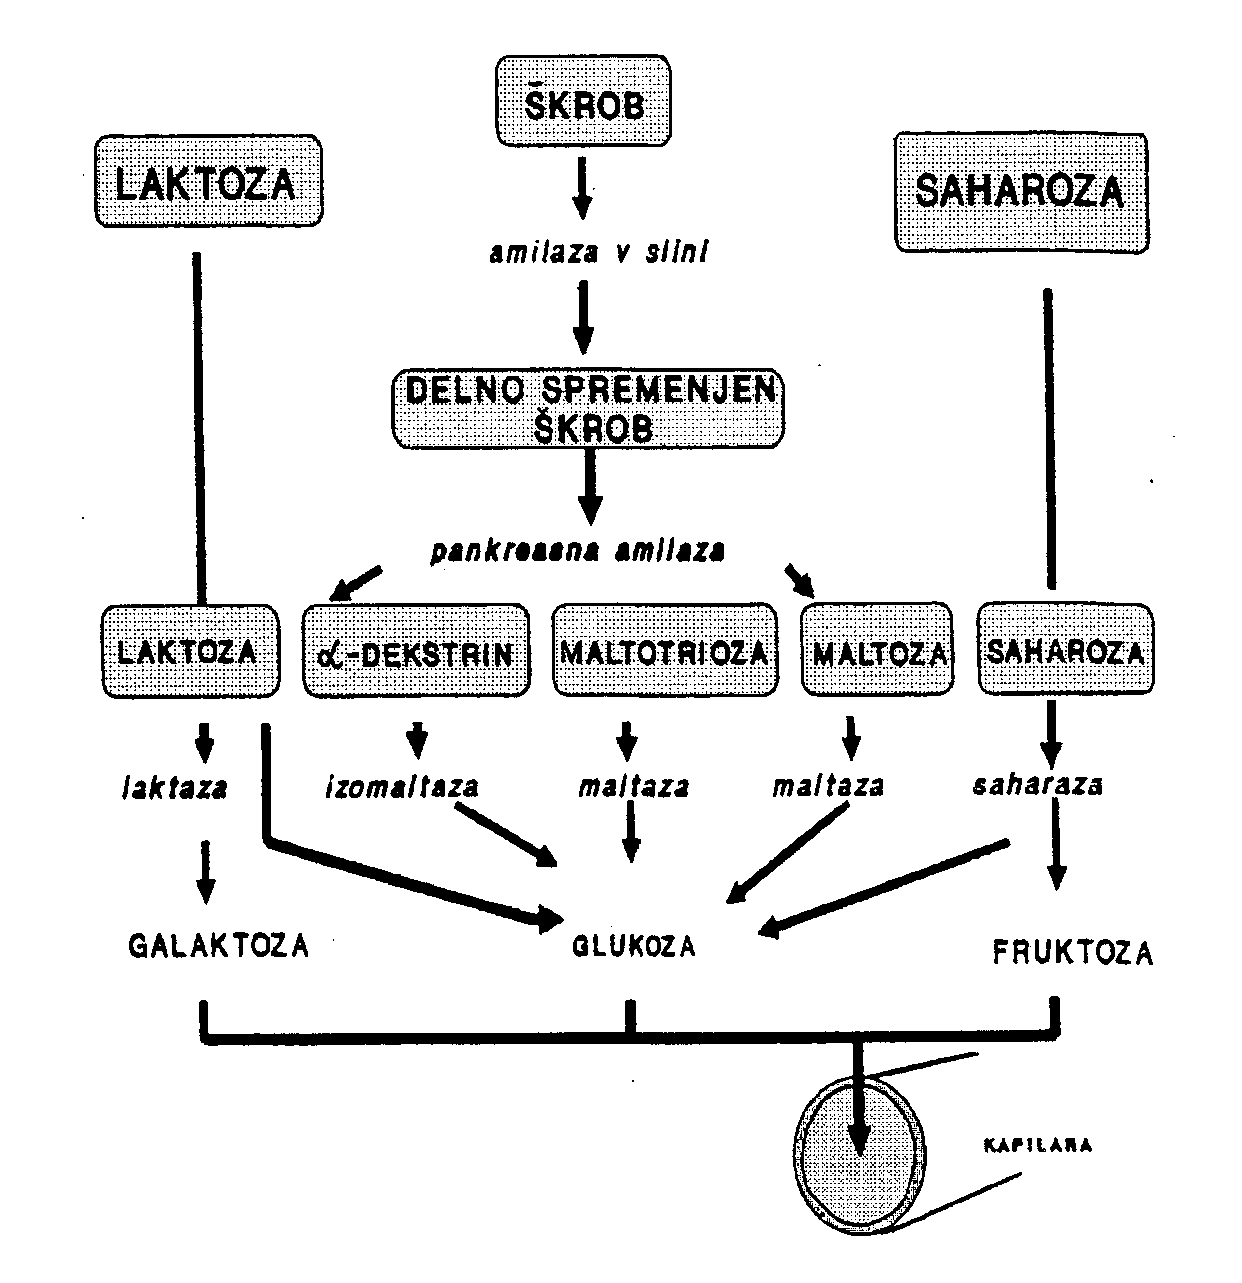 ŠKROB
LAKTOZA
SAHAROZA
amilaza v slini
DELNO SPREMENJEN
ŠKROB
pankreasna amilaza
LAKTOZA
α-DEKSTRIN
MALTOTRIOZA
MALTOZA
SAHAROZA
laktaza
izomaltaza
maltaza
maltaza
saharaza
GALAKTOZA
GLUKOZA
FRUKTOZA
KAPILARA